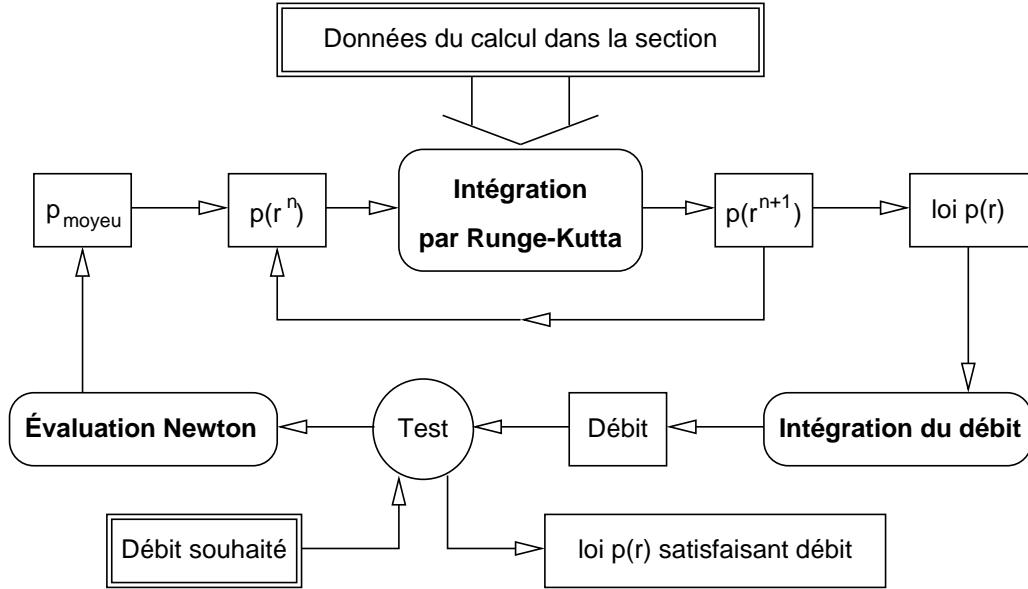 Données du calcul dans la section
Intégration
par Runge-Kutta
p moyeu
p(r^n)
p(r^{n+1})
loi p(r)
Évaluation Newton
Test
Débit
Intégration du débit
Débit souhaité
loi p(r) satisfaisant débit